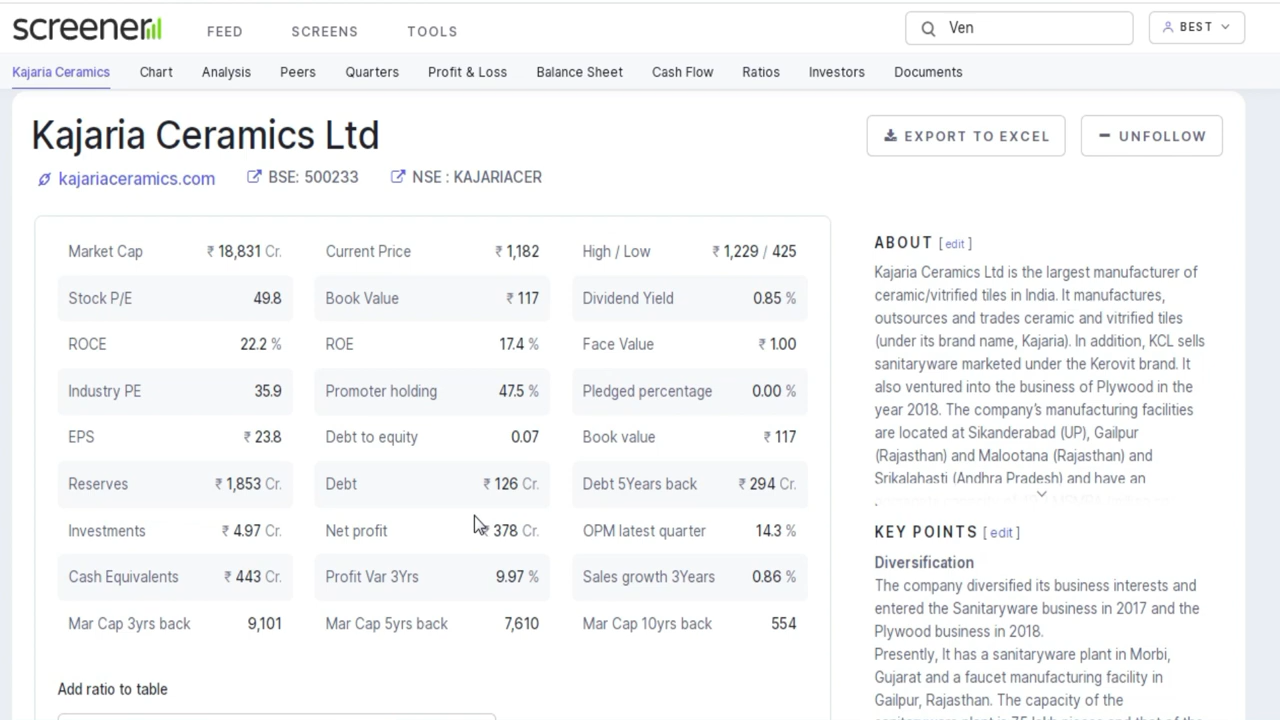 screener
FEED
SCREENS
TOOLS
Ven
BEST
Kajaria Ceramics
Chart
Analysis
Peers
Quarters
Profit & Loss
Balance Sheet
Cash Flow
Ratios
Investors
Documents
Kajaria Ceramics Ltd
EXPORT TO EXCEL
UNFOLLOW
kajariaceramics.com
BSE: 500233
NSE : KAJARIACER
Market Cap ₹ 18,831 Cr.
Current Price ₹ 1,182
High / Low ₹ 1,229 / 425
Stock P/E 49.8
Book Value ₹ 117
Dividend Yield 0.85 %
ROCE 22.2 %
ROE 17.4 %
Face Value ₹ 1.00
Industry PE 35.9
Promoter holding 47.5 %
Pledged percentage 0.00 %
EPS ₹ 23.8
Debt to equity 0.07
Book value ₹ 117
Reserves ₹ 1,853 Cr.
Debt ₹ 126 Cr.
Debt 5Years back ₹ 294 Cr.
Investments ₹ 4.97 Cr.
Net profit ₹ 378 Cr.
OPM latest quarter 14.3 %
Cash Equivalents ₹ 443 Cr.
Profit Var 3Yrs 9.97 %
Sales growth 3Years 0.86 %
Mar Cap 3yrs back 9,101
Mar Cap 5yrs back 7,610
Mar Cap 10yrs back 554
Add ratio to table
ABOUT [ edit ]
Kajaria Ceramics Ltd is the largest manufacturer of
ceramic/vitrified tiles in India. It manufactures,
outsources and trades ceramic and vitrified tiles
(under its brand name, Kajaria). In addition, KCL sells
sanitaryware marketed under the Kerovit brand. It
also ventured into the business of Plywood in the
year 2018. The company's manufacturing facilities
are located at Sikanderabad (UP), Gailpur
(Rajasthan) and Malootana (Rajasthan) and
Srikalahasti (Andhra Pradesh) and have an
KEY POINTS [ edit ]
Diversification
The company diversified its business interests and
entered the Sanitaryware business in 2017 and the
Plywood business in 2018.
Presently, It has a sanitaryware plant in Morbi,
Gujarat and a faucet manufacturing facility in
Gailpur, Rajasthan. The capacity of the